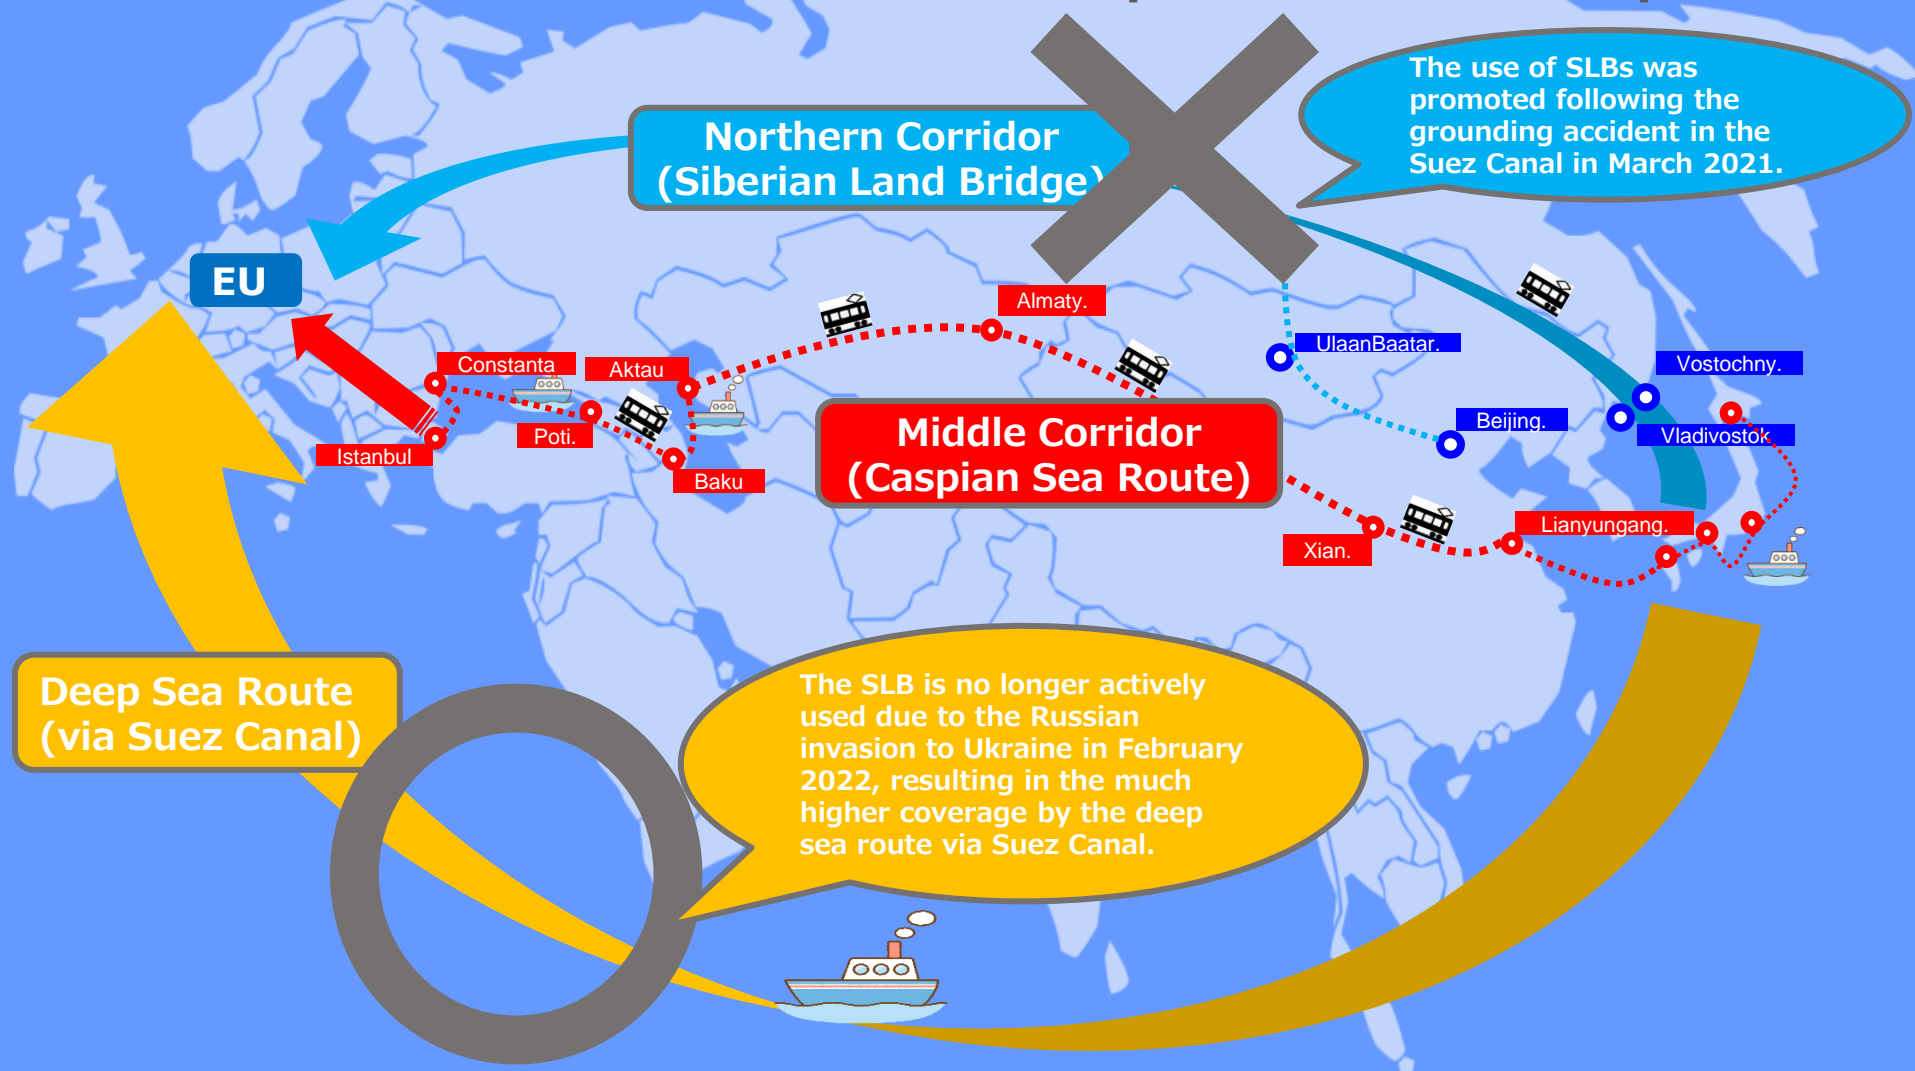 The use of SLBs was
promoted following the
grounding accident in the
Suez Canal in March 2021.
Northern Corridor
(Siberian Land Bridge)
EU
Almaty.
UlaanBaatar.
Constanta
Aktau
Vostochny.
Beijing.
Vladivostok
Poti.
Istanbul
Baku
Middle Corridor
(Caspian Sea Route)
Lianyungang.
Xian.
Deep Sea Route
(via Suez Canal)
The SLB is no longer actively
used due to the Russian
invasion to Ukraine in February
2022, resulting in the much
higher coverage by the deep
sea route via Suez Canal.